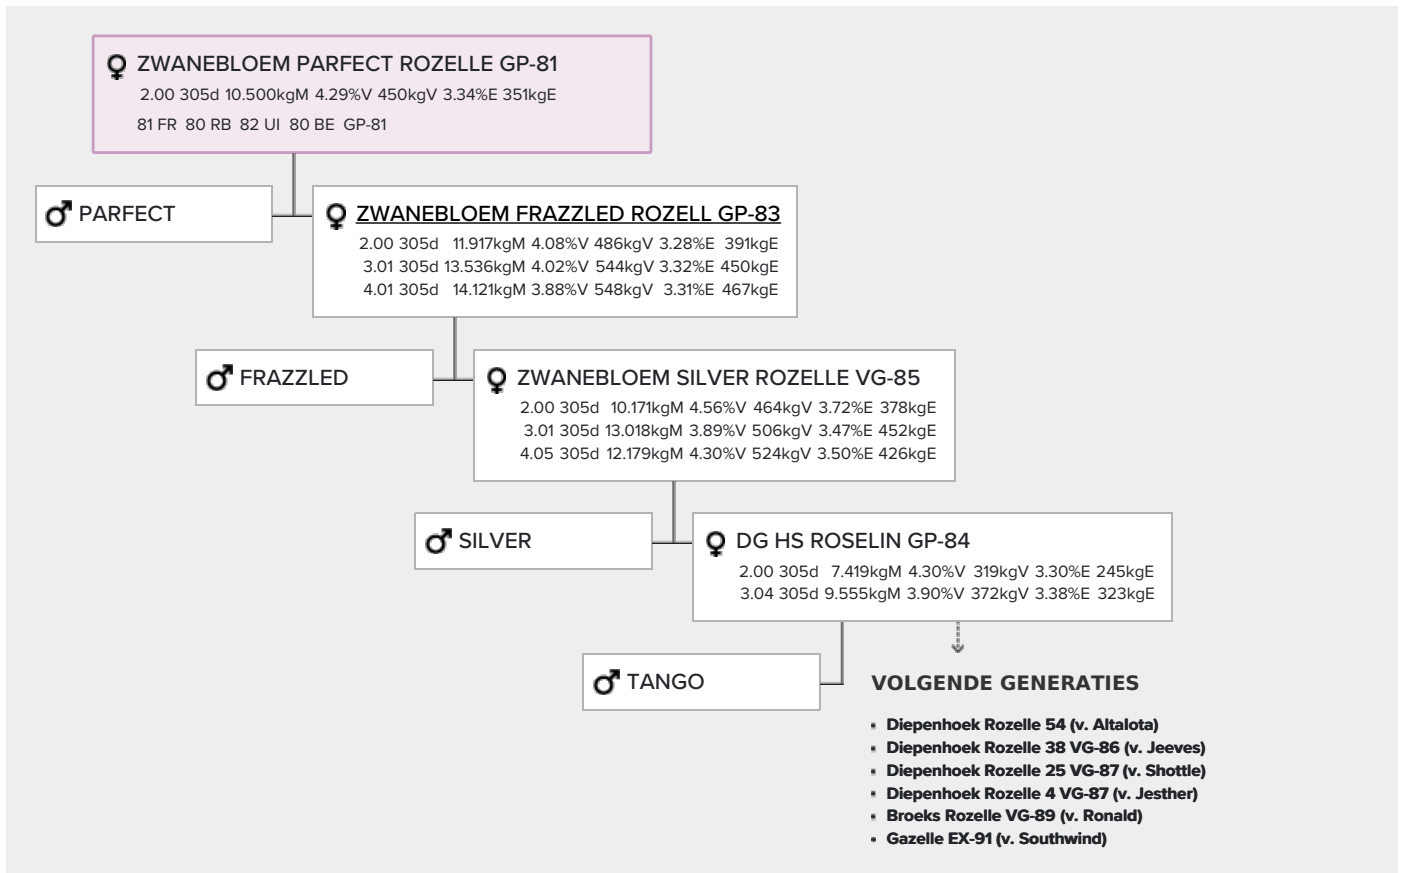 ZWANEBLOEM PARFECT ROZELLE GP-81
2.00 305d 10.500kgM 4.29%V 450kgV 3.34%E 351kgE
81 FR 80 RB 82 UI 80 BE GP-81
PARFECT
ZWANEBLOEM FRAZZLED ROZELL GP-83
2.00 305d 11.917kgM 4.08%V 486kgV 3.28%E 391kgE
3.01 305d 13.536kgM 4.02%V 544kgV 3.32%E 450kgE
4.01 305d 14.121kgM 3.88%V 548kgV 3.31%E 467kgE
FRAZZLED
ZWANEBLOEM SILVER ROZELLE VG-85
2.00 305d 10.171kgM 4.56%V 464kgV 3.72%E 378kgE
3.01 305d 13.018kgM 3.89%V 506kgV 3.47%E 452kgE
4.05 305d 12.179kgM 4.30%V 524kgV 3.50%E 426kgE
SILVER
DG HS ROSELIN GP-84
2.00 305d 7.419kgM 4.30%V 319kgV 3.30%E 245kgE
3.04 305d 9.555kgM 3.90%V 372kgV 3.38%E 323kgE
TANGO
VOLGENDE GENERATIES
Diepenhoek Rozelle 54 (v. Altalota)
Diepenhoek Rozelle 38 VG-86 (v. Jeeves)
Diepenhoek Rozelle 25 VG-87 (v. Shottle)
Diepenhoek Rozelle 4 VG-87 (v. Jesther)
Broeks Rozelle VG-89 (v. Ronald)
Gazelle EX-91 (v. Southwind)